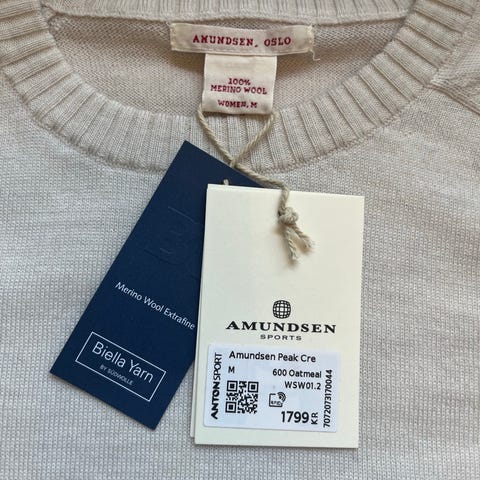 AMUNDSEN, OSLO
100%
MERINO WOOL
WOMEN, M
Merino Wool Extrafine
Biella Yarn
BY SÜDWOLLE
AMUNDSEN
SPORTS
ANTON SPORT
Amundsen Peak Cre
M 600 Oatmeal
WSW01.2
RFID
1799 KR
7072073170044